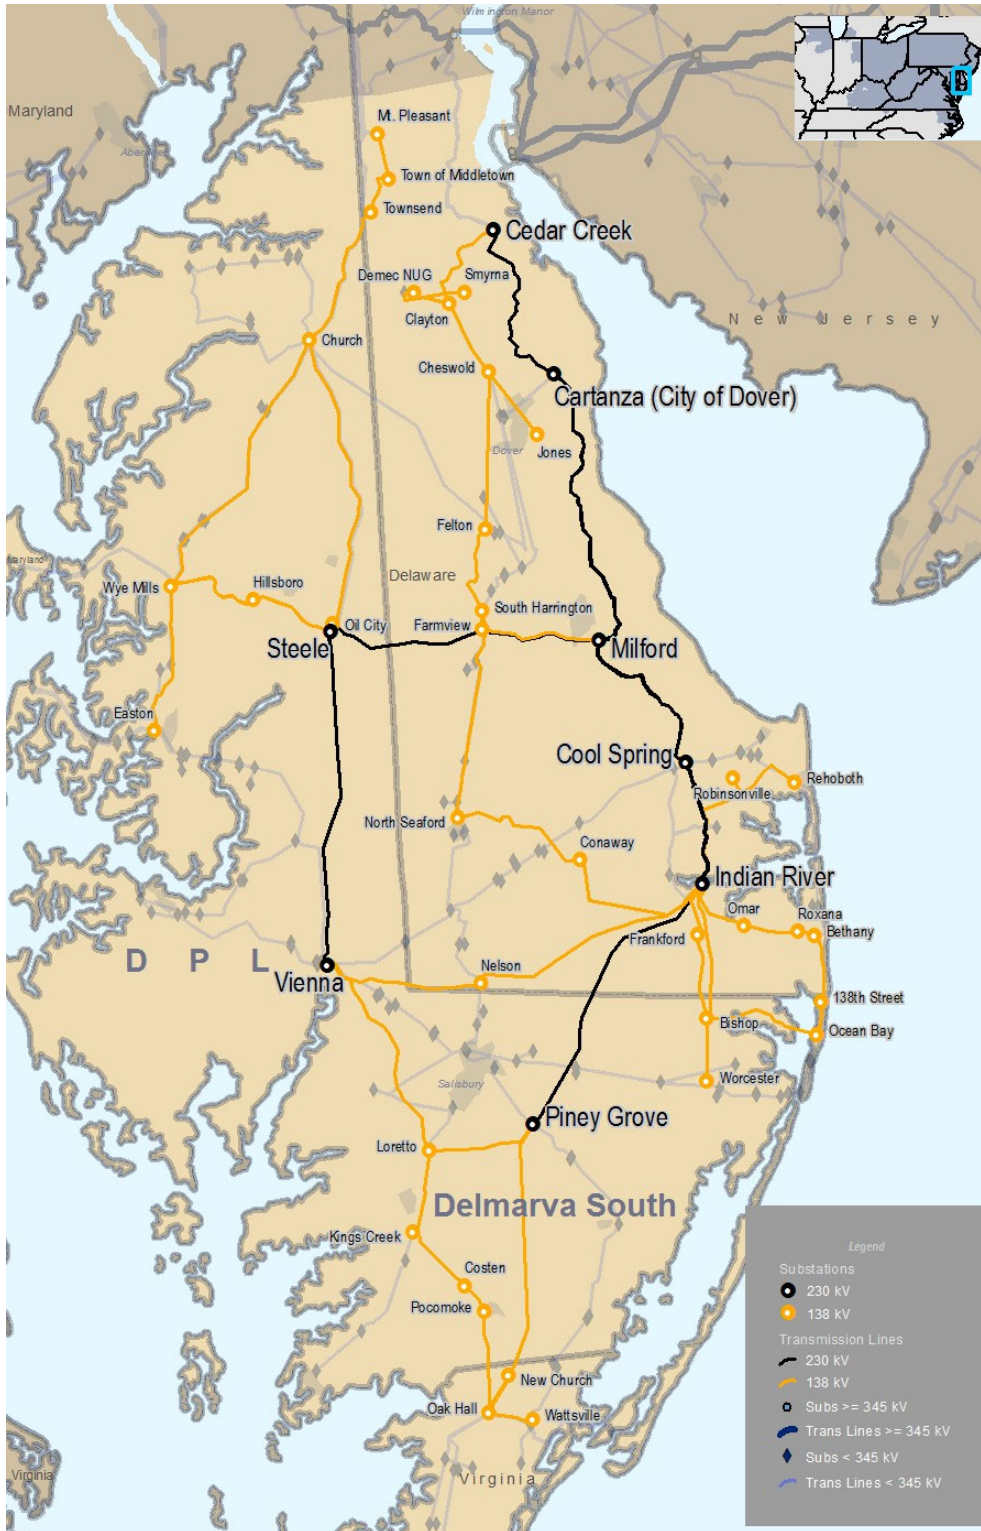 Wilmington Manor
Maryland
Mt. Pleasant
Town of Middletown
Townsend
Cedar Creek
Demec NUG
Smyrna
Clayton
New Jersey
Church
Cheswold
Cartanza (City of Dover)
Dover
Jones
Felton
Maryland
Delaware
Wye Mills
Hillsboro
South Harrington
Oil City
Farmview
Steele
Milford
Easton
Cool Spring
Rehoboth
Robinsonville
North Seaford
Conaway
Indian River
Omar
Roxana
Bethany
Frankford
DPL
Nelson
Vienna
138th Street
Bishop
Ocean Bay
Worcester
Salisbury
Piney Grove
Loretto
Delmarva South
Kings Creek
Costen
Pocomoke
New Church
Oak Hall
Wattsville
Virginia
Virginia
Legend
Substations
230 kV
138 kV
Transmission Lines
230 kV
138 kV
Subs >= 345 kV
Trans Lines >= 345 kV
Subs < 345 kV
Trans Lines < 345 kV